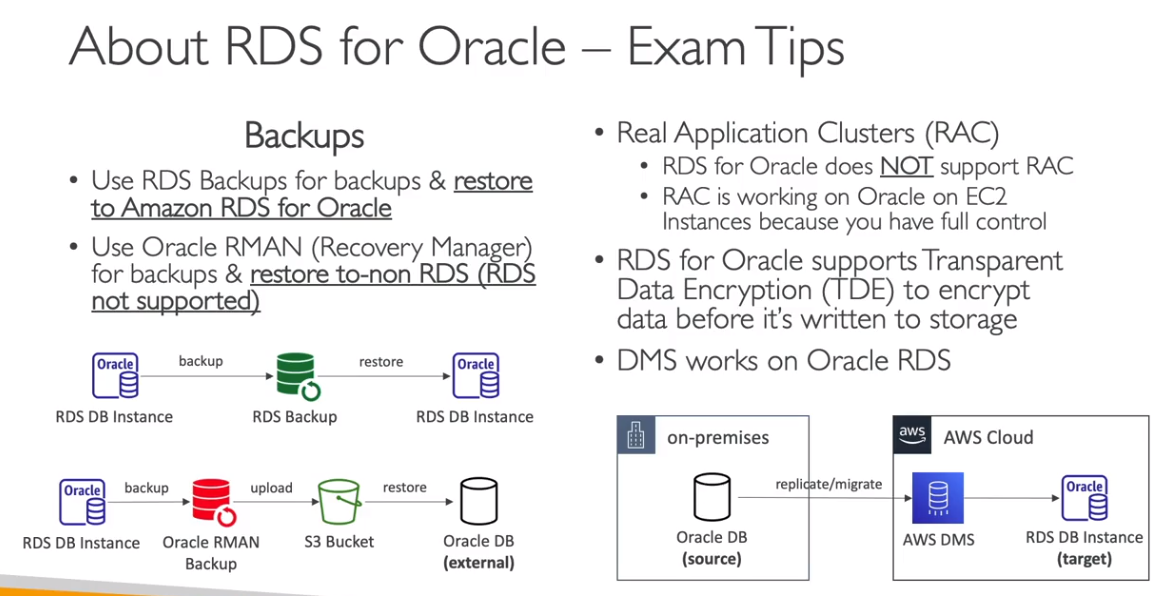 About RDS for Oracle – Exam Tips
Backups
• Use RDS Backups for backups & restore
to Amazon RDS for Oracle
• Use Oracle RMAN (Recovery Manager)
for backups & restore to-non RDS (RDS
not supported)
Oracle
backup
restore
Oracle
RDS DB Instance
RDS Backup
RDS DB Instance
Oracle
backup
upload
restore
RDS DB Instance
Oracle RMAN
Backup
S3 Bucket
Oracle DB
(external)
• Real Application Clusters (RAC)
• RDS for Oracle does NOT support RAC
• RAC is working on Oracle on EC2
Instances because you have full control
• RDS for Oracle supports Transparent
Data Encryption (TDE) to encrypt
data before it's written to storage
• DMS works on Oracle RDS
on-premises
aws
AWS Cloud
replicate/migrate
Oracle
Oracle DB
(source)
AWS DMS
RDS DB Instance
(target)